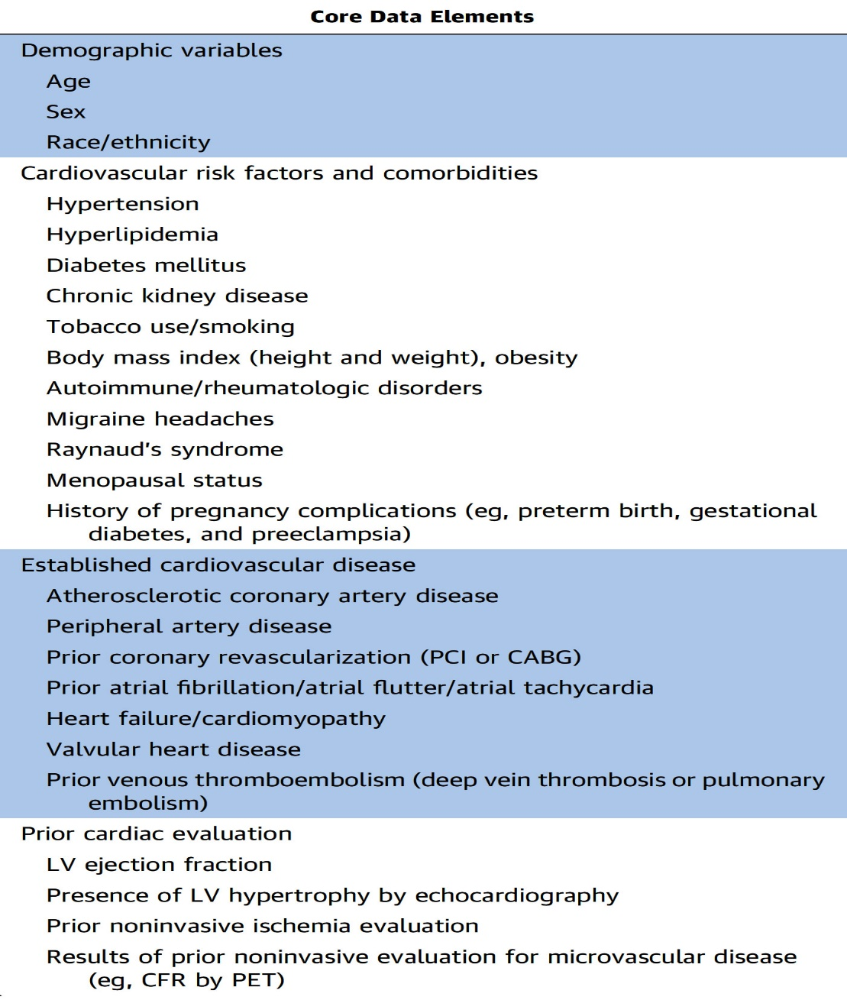 Core Data Elements
Demographic variables
Age
Sex
Race/ethnicity
Cardiovascular risk factors and comorbidities
Hypertension
Hyperlipidemia
Diabetes mellitus
Chronic kidney disease
Tobacco use/smoking
Body mass index (height and weight), obesity
Autoimmune/rheumatologic disorders
Migraine headaches
Raynaud's syndrome
Menopausal status
History of pregnancy complications (eg, preterm birth, gestational
diabetes, and preeclampsia)
Established cardiovascular disease
Atherosclerotic coronary artery disease
Peripheral artery disease
Prior coronary revascularization (PCI or CABG)
Prior atrial fibrillation/atrial flutter/atrial tachycardia
Heart failure/cardiomyopathy
Valvular heart disease
Prior venous thromboembolism (deep vein thrombosis or pulmonary
embolism)
Prior cardiac evaluation
LV ejection fraction
Presence of LV hypertrophy by echocardiography
Prior noninvasive ischemia evaluation
Results of prior noninvasive evaluation for microvascular disease
(eg, CFR by PET)